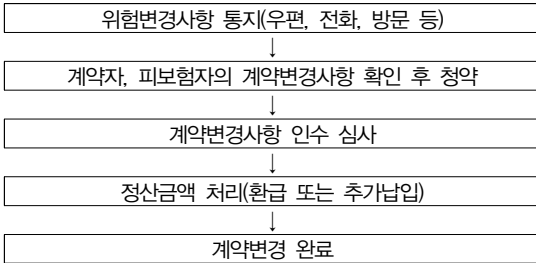 위험변경사항 통지(우편, 전화, 방문 등)
↓
계약자, 피보험자의 계약변경사항 확인 후 청약
↓
계약변경사항 인수 심사
↓
정산금액 처리(환급 또는 추가납입)
↓
계약변경 완료